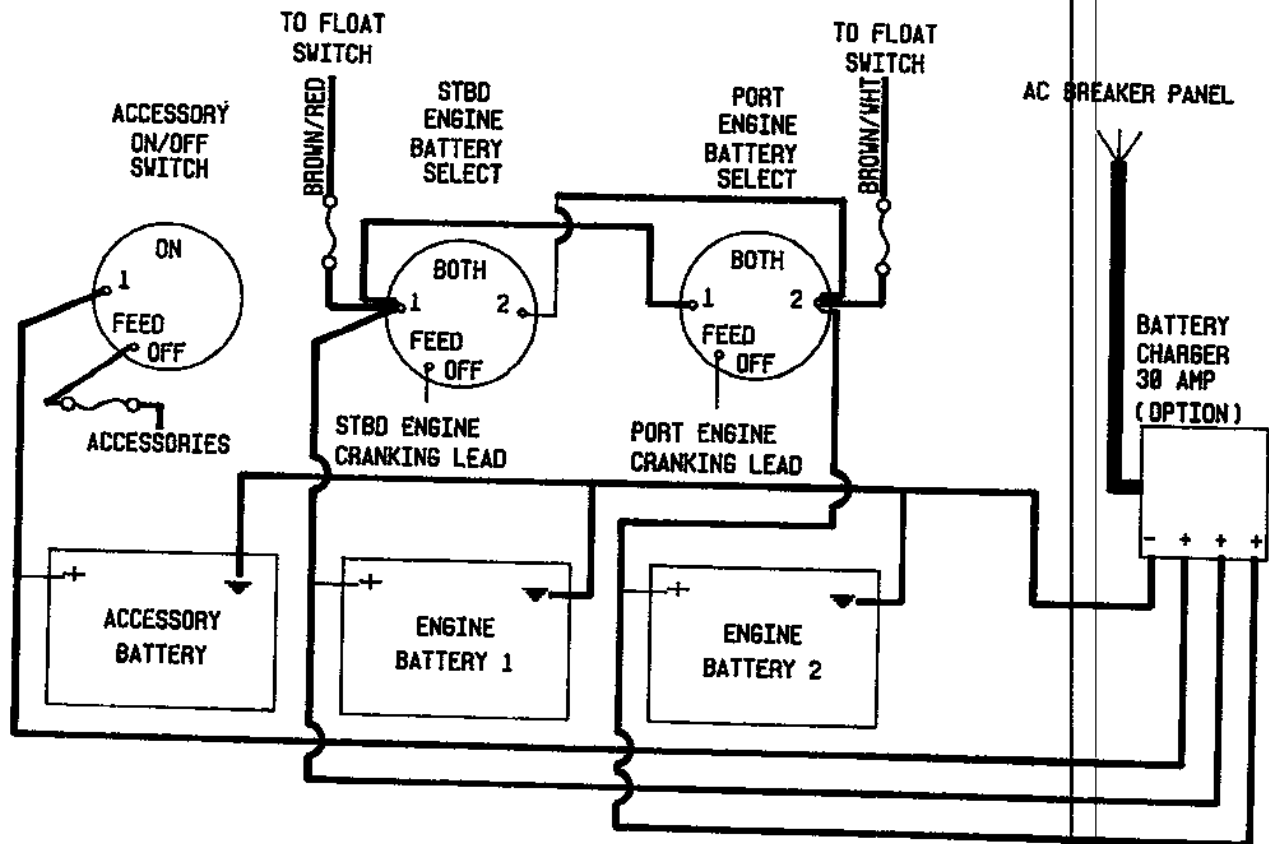 TO FLOAT
SWITCH
BROWN/RED
STBD
ENGINE
BATTERY
SELECT
PORT
ENGINE
BATTERY
SELECT
TO FLOAT
SWITCH
BROWN/WHT
AC BREAKER PANEL
ACCESSORY
ON/OFF
SWITCH
ON
1
FEED
OFF
ACCESSORIES
BOTH
1
2
FEED
OFF
STBD ENGINE
CRANKING LEAD
BOTH
1
2
FEED
OFF
PORT ENGINE
CRANKING LEAD
BATTERY
CHARGER
30 AMP
(OPTION)
- + + +
+
ACCESSORY
BATTERY
+
ENGINE
BATTERY 1
+
ENGINE
BATTERY 2